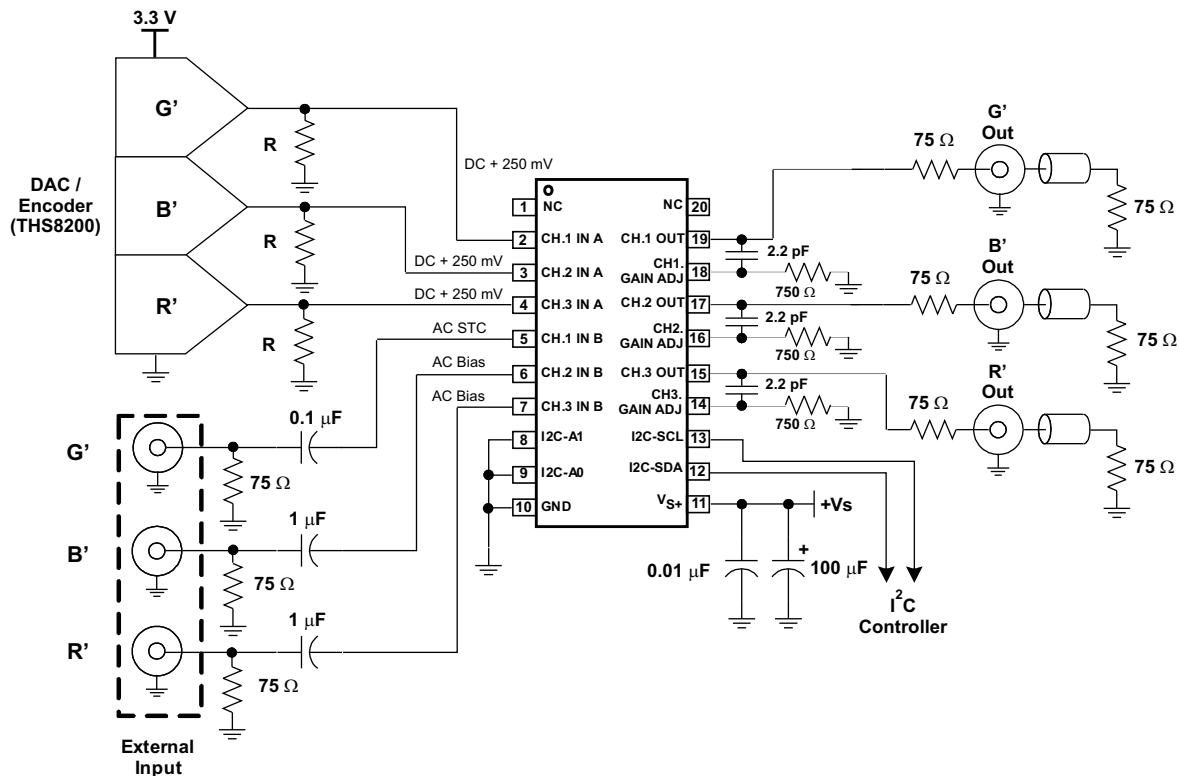 3.3 V
G’
B’
R’
DAC /
Encoder
(THS8200)
R
R
R
DC + 250 mV
DC + 250 mV
DC + 250 mV
AC STC
AC Bias
AC Bias
G’
B’
R’
0.1 µF
1 µF
1 µF
75 Ω
75 Ω
75 Ω
External
Input
1 NC
2 CH.1 IN A
3 CH.2 IN A
4 CH.3 IN A
5 CH.1 IN B
6 CH.2 IN B
7 CH.3 IN B
8 I2C-A1
9 I2C-A0
10 GND
NC 20
CH.1 OUT 19
CH1.
GAIN ADJ 18
CH.2 OUT 17
CH2.
GAIN ADJ 16
CH.3 OUT 15
CH3.
GAIN ADJ 14
I2C-SCL 13
I2C-SDA 12
VS+ 11
2.2 pF
750 Ω
2.2 pF
750 Ω
2.2 pF
750 Ω
75 Ω
G’
Out
75 Ω
75 Ω
B’
Out
75 Ω
75 Ω
R’
Out
75 Ω
+Vs
0.01 µF
+
100 µF
I2C
Controller